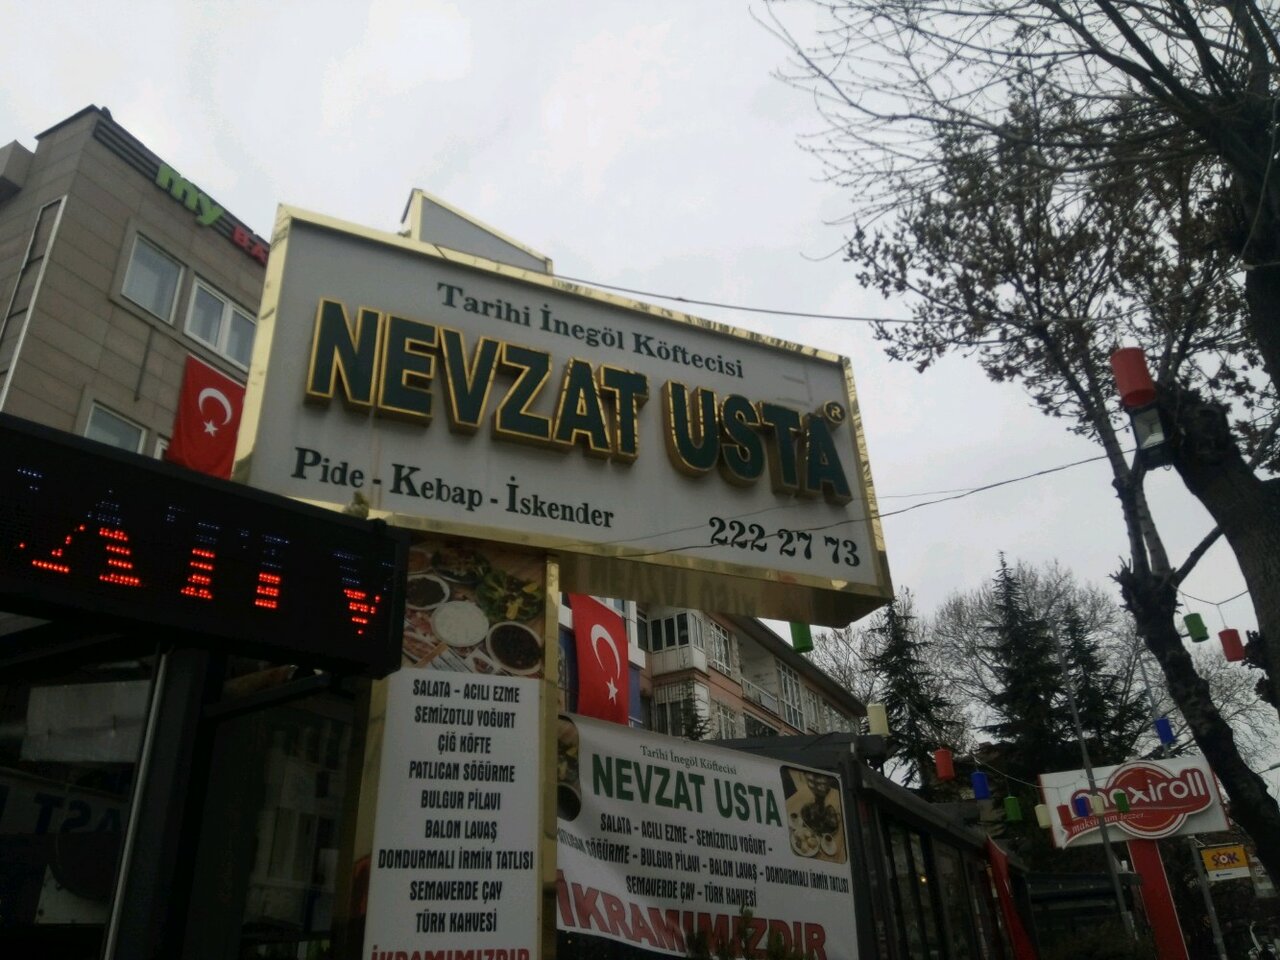 my
Tarihi İnegöl Köftecisi
NEVZAT USTA®
Pide - Kebap - İskender
222 27 73
SALATA - ACILI EZME
SEMİZOTLU YOĞURT
ÇİĞ KÖFTE
PATLICAN SÖĞÜRME
BULGUR PİLAVI
BALON LAVAŞ
DONDURMALI İRMİK TATLISI
SEMAVERDE ÇAY
TÜRK KAHVESİ
İKRAMIMIZDIR
Tarihi İnegöl Köftecisi
NEVZAT USTA
SALATA - ACILI EZME - SEMİZOTLU YOĞURT -
SÖĞÜRME - BULGUR PİLAVI - BALON LAVAŞ - DONDURMALI İRMİK TATLISI
SEMAVERDE ÇAY - TÜRK KAHVESİ
İKRAMIMIZDIR
maxiroll
maksimum lezzet...
ŞOK